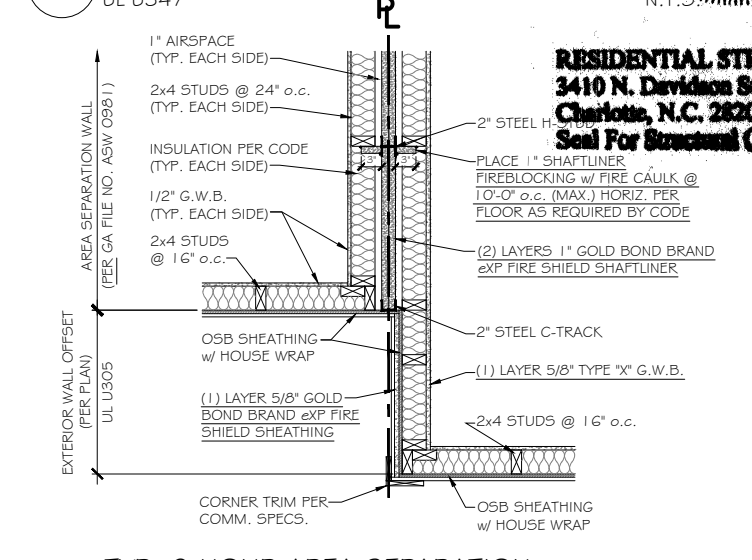 UL U347
PL
N.T.S.
1" AIRSPACE
(TYP. EACH SIDE)
2x4 STUDS @ 24" o.c.
(TYP. EACH SIDE)
INSULATION PER CODE
(TYP. EACH SIDE)
1/2" G.W.B.
(TYP. EACH SIDE)
2x4 STUDS
@ 16" o.c.
AREA SEPARATION WALL
(PER GA FILE NO. ASW 0981)
EXTERIOR WALL OFFSET
(PER PLAN)
UL U305
3"
3"
RESIDENTIAL
3410 N. Davidson
Charlotte, N.C.
Seal For Structural
2" STEEL H-STUD
PLACE 1" SHAFTLINER
FIREBLOCKING w/ FIRE CAULK @
10'-0" o.c. (MAX.) HORIZ. PER
FLOOR AS REQUIRED BY CODE
(2) LAYERS 1" GOLD BOND BRAND
eXP FIRE SHIELD SHAFTLINER
OSB SHEATHING
w/ HOUSE WRAP
2" STEEL C-TRACK
(1) LAYER 5/8" TYPE "X" G.W.B.
(1) LAYER 5/8" GOLD
BOND BRAND eXP FIRE
SHIELD SHEATHING
2x4 STUDS @ 16" o.c.
CORNER TRIM PER
COMM. SPECS.
OSB SHEATHING
w/ HOUSE WRAP